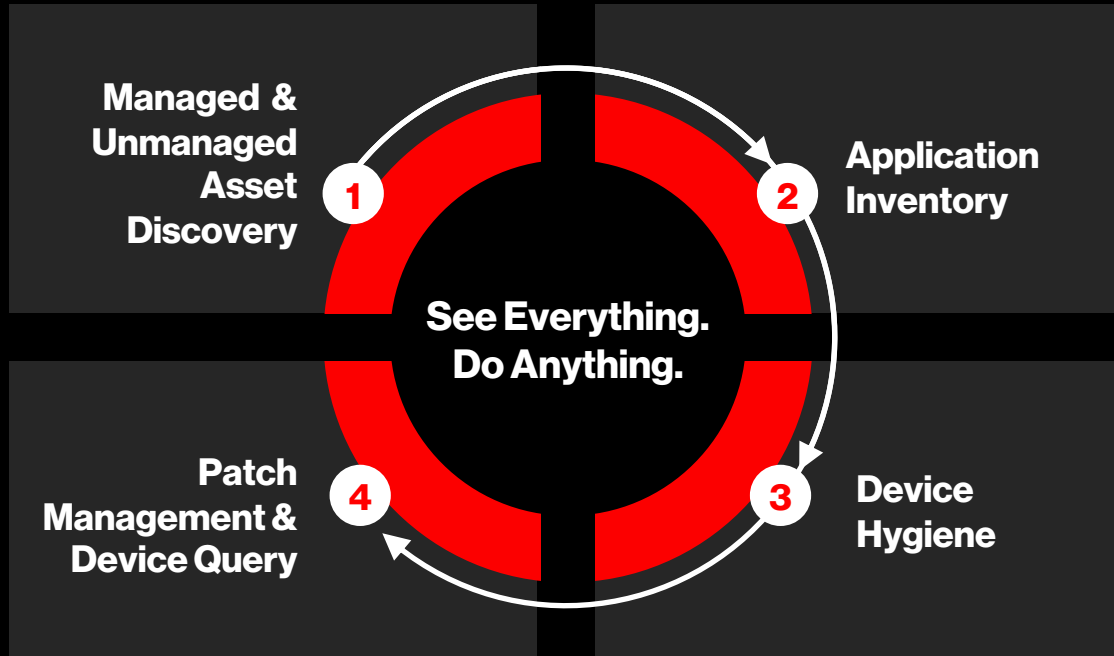 Managed &
Unmanaged
Asset
Discovery
1
2
Application
Inventory
See Everything.
Do Anything.
Patch
Management &
Device Query
4
3
Device
Hygiene